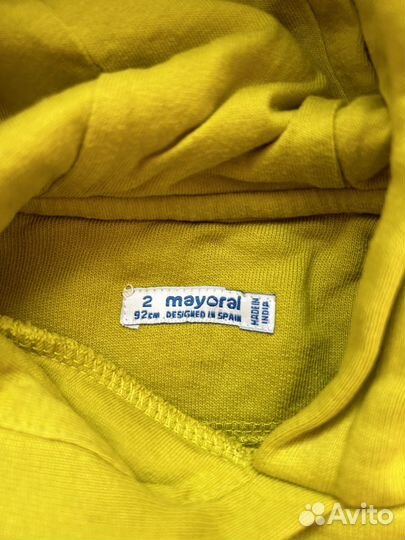 2 mayoral
92cm DESIGNED IN SPAIN
MADE IN
INDIA
Avito